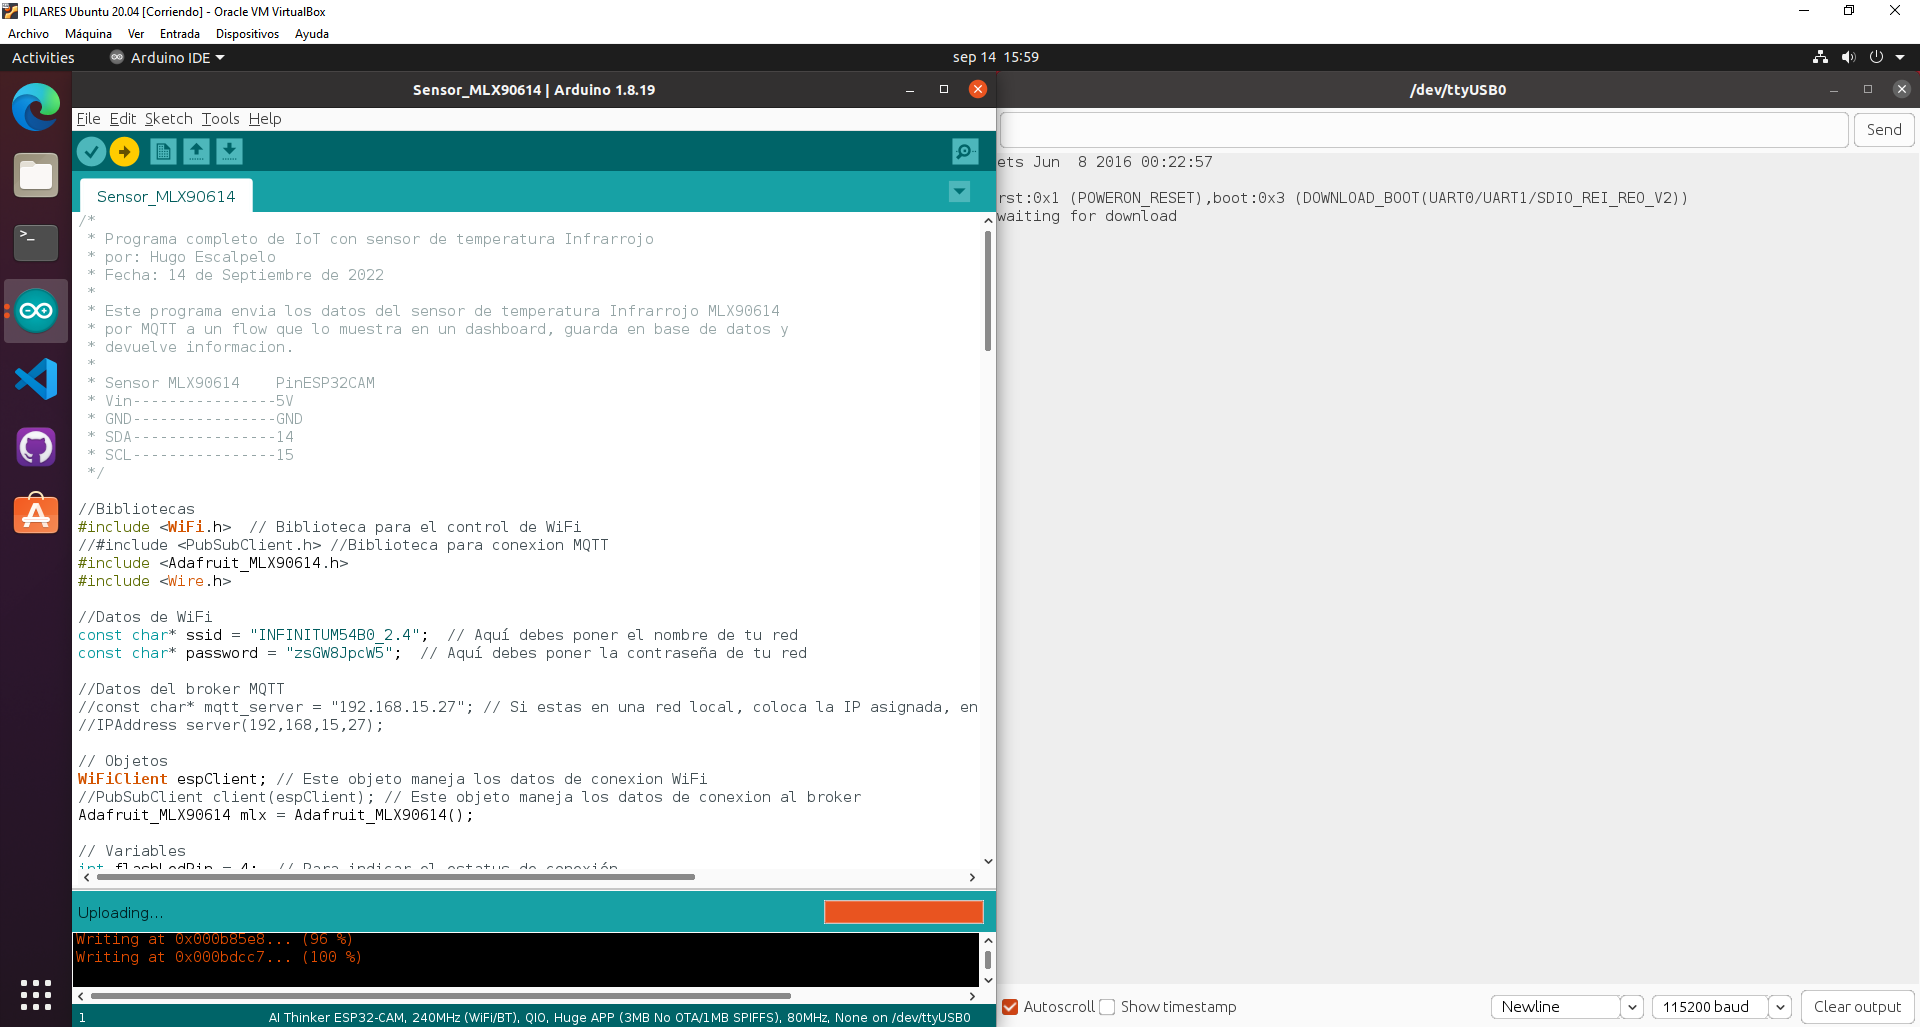 PILARES Ubuntu 20.04 [Corriendo] - Oracle VM VirtualBox
Archivo Máquina Ver Entrada Dispositivos Ayuda
Activities Arduino IDE sep 14 15:59
Sensor_MLX90614 | Arduino 1.8.19
File Edit Sketch Tools Help
Sensor_MLX90614
/*
 * Programa completo de IoT con sensor de temperatura Infrarrojo
 * por: Hugo Escalpelo
 * Fecha: 14 de Septiembre de 2022
 *
 * Este programa envia los datos del sensor de temperatura Infrarrojo MLX90614
 * por MQTT a un flow que lo muestra en un dashboard, guarda en base de datos y
 * devuelve informacion.
 *
 * Sensor MLX90614    PinESP32CAM
 * Vin----------------5V
 * GND----------------GND
 * SDA----------------14
 * SCL----------------15
 */
//Bibliotecas
#include <WiFi.h>  // Biblioteca para el control de WiFi
//#include <PubSubClient.h> //Biblioteca para conexion MQTT
#include <Adafruit_MLX90614.h>
#include <Wire.h>
//Datos de WiFi
const char* ssid = "INFINITUM54B0_2.4";  // Aquí debes poner el nombre de tu red
const char* password = "zsGW8JpcW5";  // Aquí debes poner la contraseña de tu red
//Datos del broker MQTT
//const char* mqtt_server = "192.168.15.27"; // Si estas en una red local, coloca la IP asignada, en
//IPAddress server(192,168,15,27);
// Objetos
WiFiClient espClient; // Este objeto maneja los datos de conexion WiFi
//PubSubClient client(espClient); // Este objeto maneja los datos de conexion al broker
Adafruit_MLX90614 mlx = Adafruit_MLX90614();
// Variables
int flashLedPin = 4;  // Para indicar el estatus de conexión
Uploading...
Writing at 0x000b85e8... (96 %)
Writing at 0x000bdcc7... (100 %)
1 AI Thinker ESP32-CAM, 240MHz (WiFi/BT), QIO, Huge APP (3MB No OTA/1MB SPIFFS), 80MHz, None on /dev/ttyUSB0
/dev/ttyUSB0
Send
ets Jun  8 2016 00:22:57
rst:0x1 (POWERON_RESET),boot:0x3 (DOWNLOAD_BOOT(UART0/UART1/SDIO_REI_REO_V2))
waiting for download
Autoscroll Show timestamp Newline 115200 baud Clear output